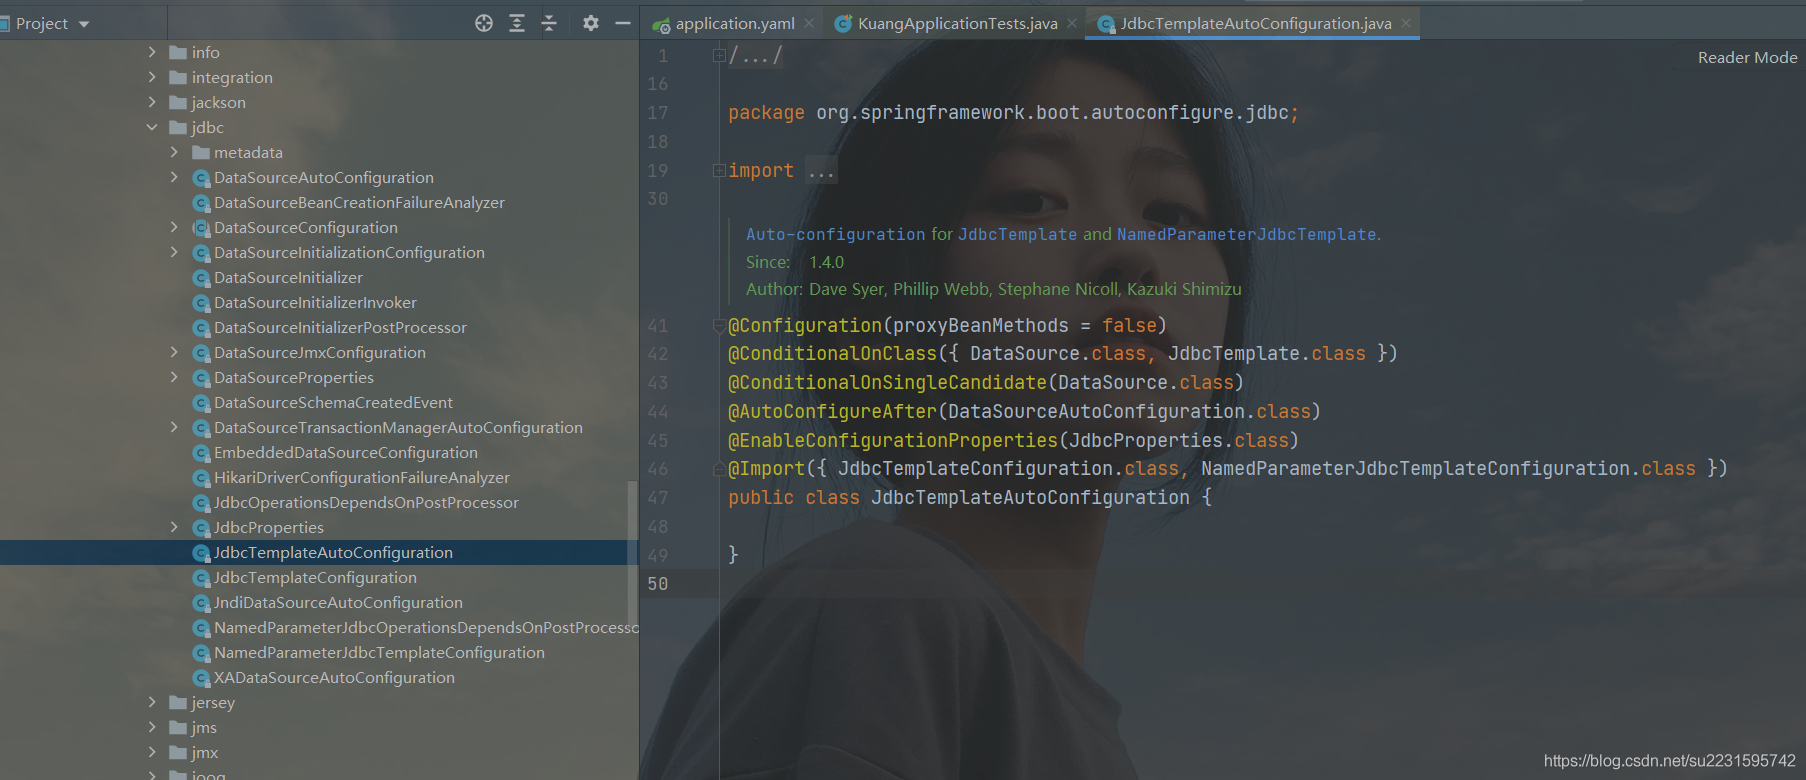 Project
info
integration
jackson
jdbc
metadata
DataSourceAutoConfiguration
DataSourceBeanCreationFailureAnalyzer
DataSourceConfiguration
DataSourceInitializationConfiguration
DataSourceInitializer
DataSourceInitializerInvoker
DataSourceInitializerPostProcessor
DataSourceJmxConfiguration
DataSourceProperties
DataSourceSchemaCreatedEvent
DataSourceTransactionManagerAutoConfiguration
EmbeddedDataSourceConfiguration
HikariDriverConfigurationFailureAnalyzer
JdbcOperationsDependsOnPostProcessor
JdbcProperties
JdbcTemplateAutoConfiguration
JdbcTemplateConfiguration
JndiDataSourceAutoConfiguration
NamedParameterJdbcOperationsDependsOnPostProcesso
NamedParameterJdbcTemplateConfiguration
XADataSourceAutoConfiguration
jersey
jms
jmx
jooq
application.yaml KuangApplicationTests.java JdbcTemplateAutoConfiguration.java
Reader Mode
1 /.../
16
17 package org.springframework.boot.autoconfigure.jdbc;
18
19 import ...
30
Auto-configuration for JdbcTemplate and NamedParameterJdbcTemplate.
Since: 1.4.0
Author: Dave Syer, Phillip Webb, Stephane Nicoll, Kazuki Shimizu
41 @Configuration(proxyBeanMethods = false)
42 @ConditionalOnClass({ DataSource.class, JdbcTemplate.class })
43 @ConditionalOnSingleCandidate(DataSource.class)
44 @AutoConfigureAfter(DataSourceAutoConfiguration.class)
45 @EnableConfigurationProperties(JdbcProperties.class)
46 @Import({ JdbcTemplateConfiguration.class, NamedParameterJdbcTemplateConfiguration.class })
47 public class JdbcTemplateAutoConfiguration {
48
49 }
50
https://blog.csdn.net/su2231595742